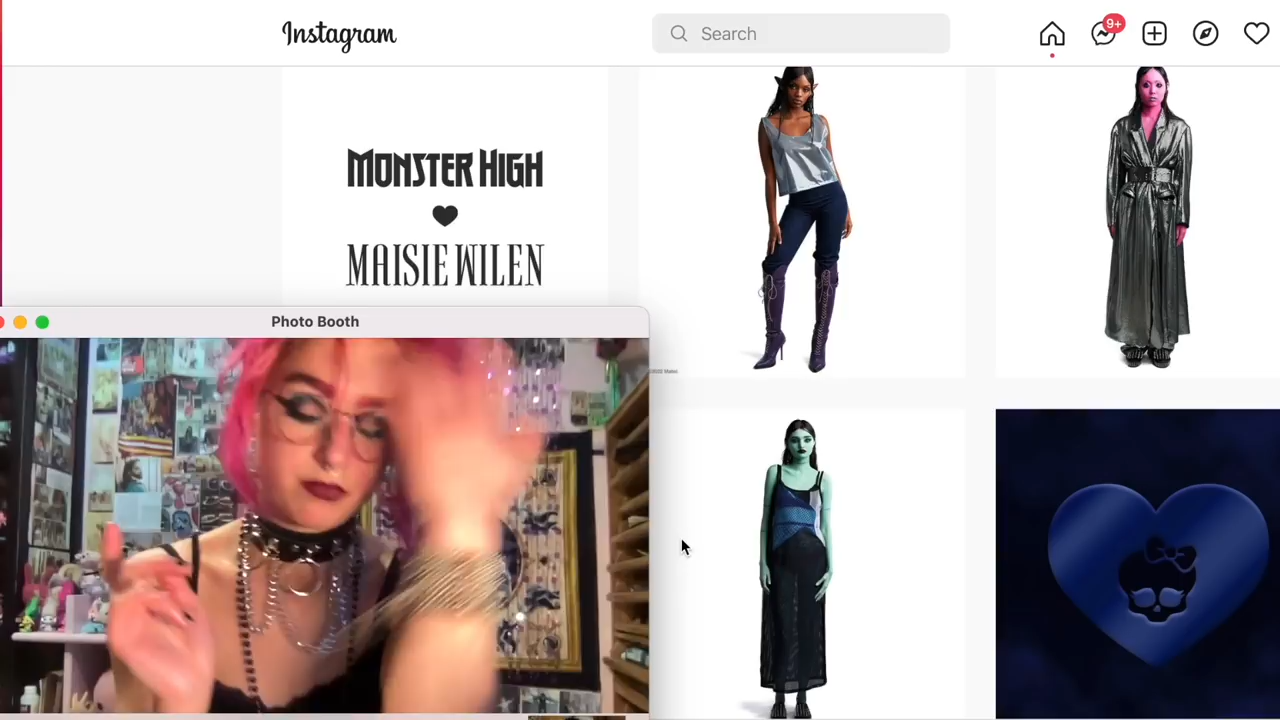 Instagram
Search
9+
MONSTER HIGH
MAISIE WILEN
Photo Booth